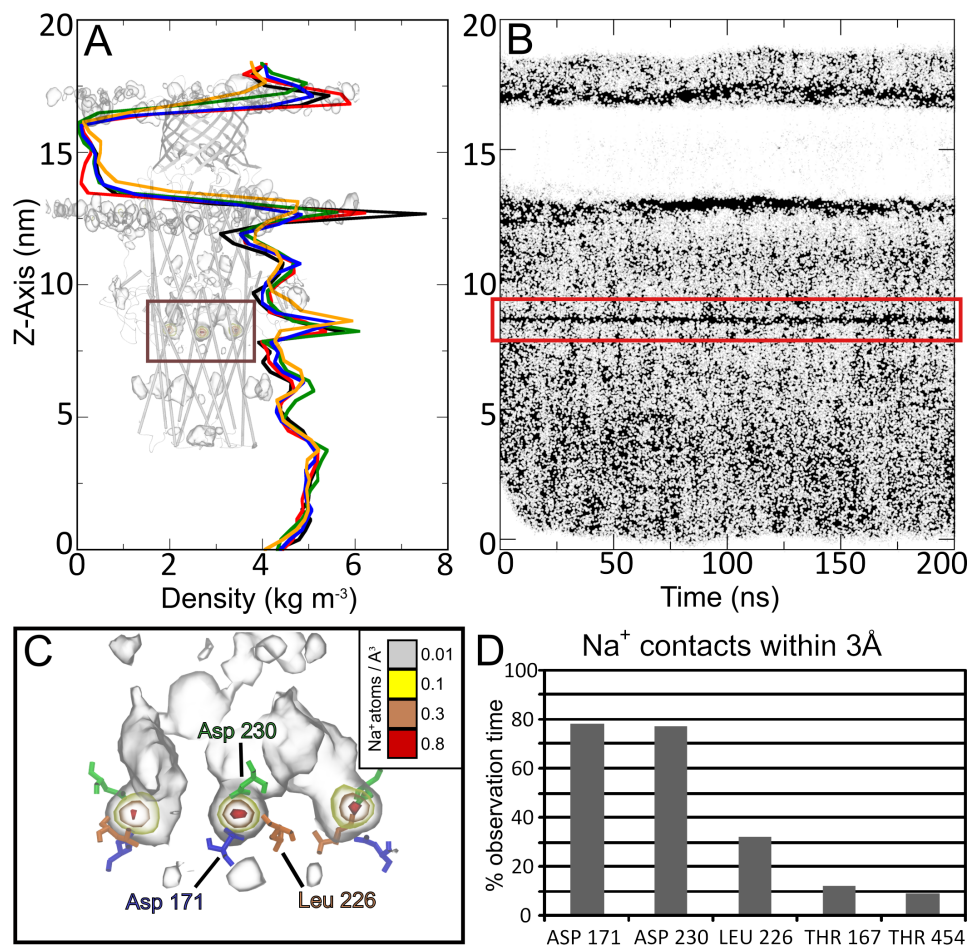 A
20
15
10
5
0
Z-Axis (nm)
0 2 4 6 8
Density (kg m⁻³)
B
20
15
10
5
0
0 50 100 150 200
Time (ns)
C
Na⁺atoms / Å³
0.01
0.1
0.3
0.8
Asp 230
Asp 171
Leu 226
D
Na⁺ contacts within 3Å
% observation time
100
80
60
40
20
0
ASP 171 ASP 230 LEU 226 THR 167 THR 454